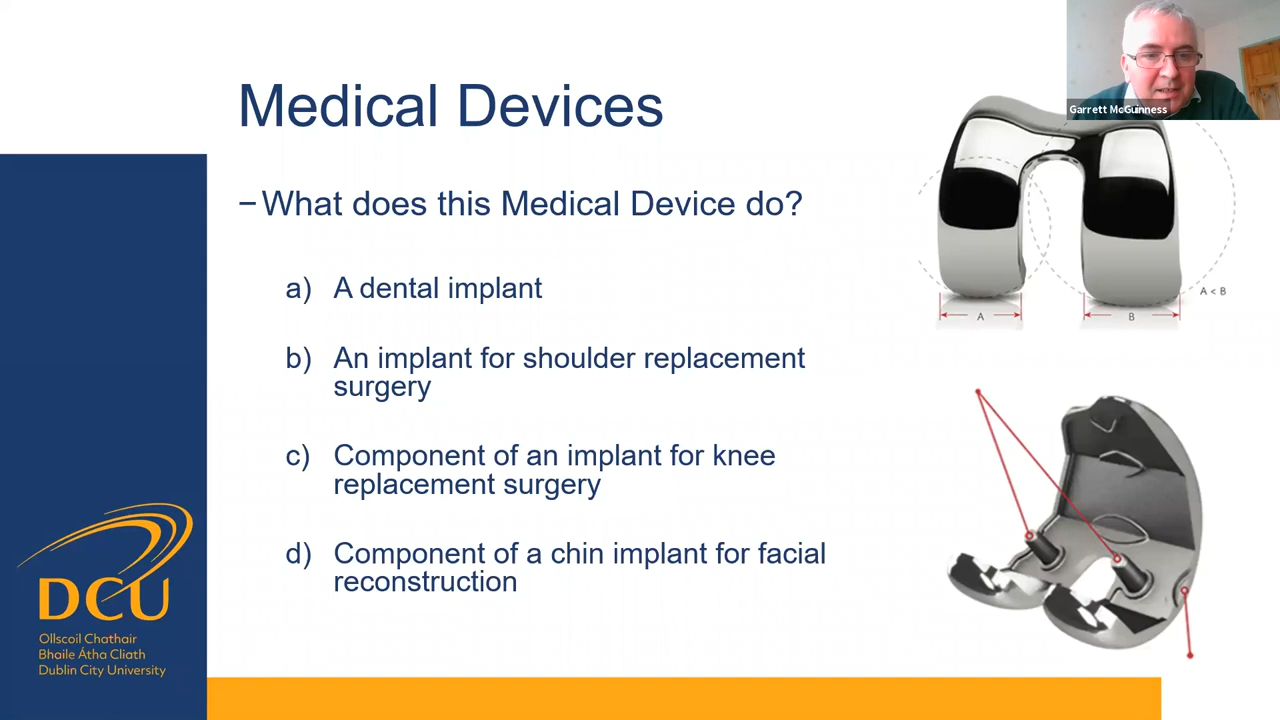 Medical Devices
Garrett McGuinness
−What does this Medical Device do?
a) A dental implant
b) An implant for shoulder replacement
surgery
c) Component of an implant for knee
replacement surgery
d) Component of a chin implant for facial
reconstruction
A
B
A < B
DCU
Ollscoil Chathair
Bhaile Átha Cliath
Dublin City University